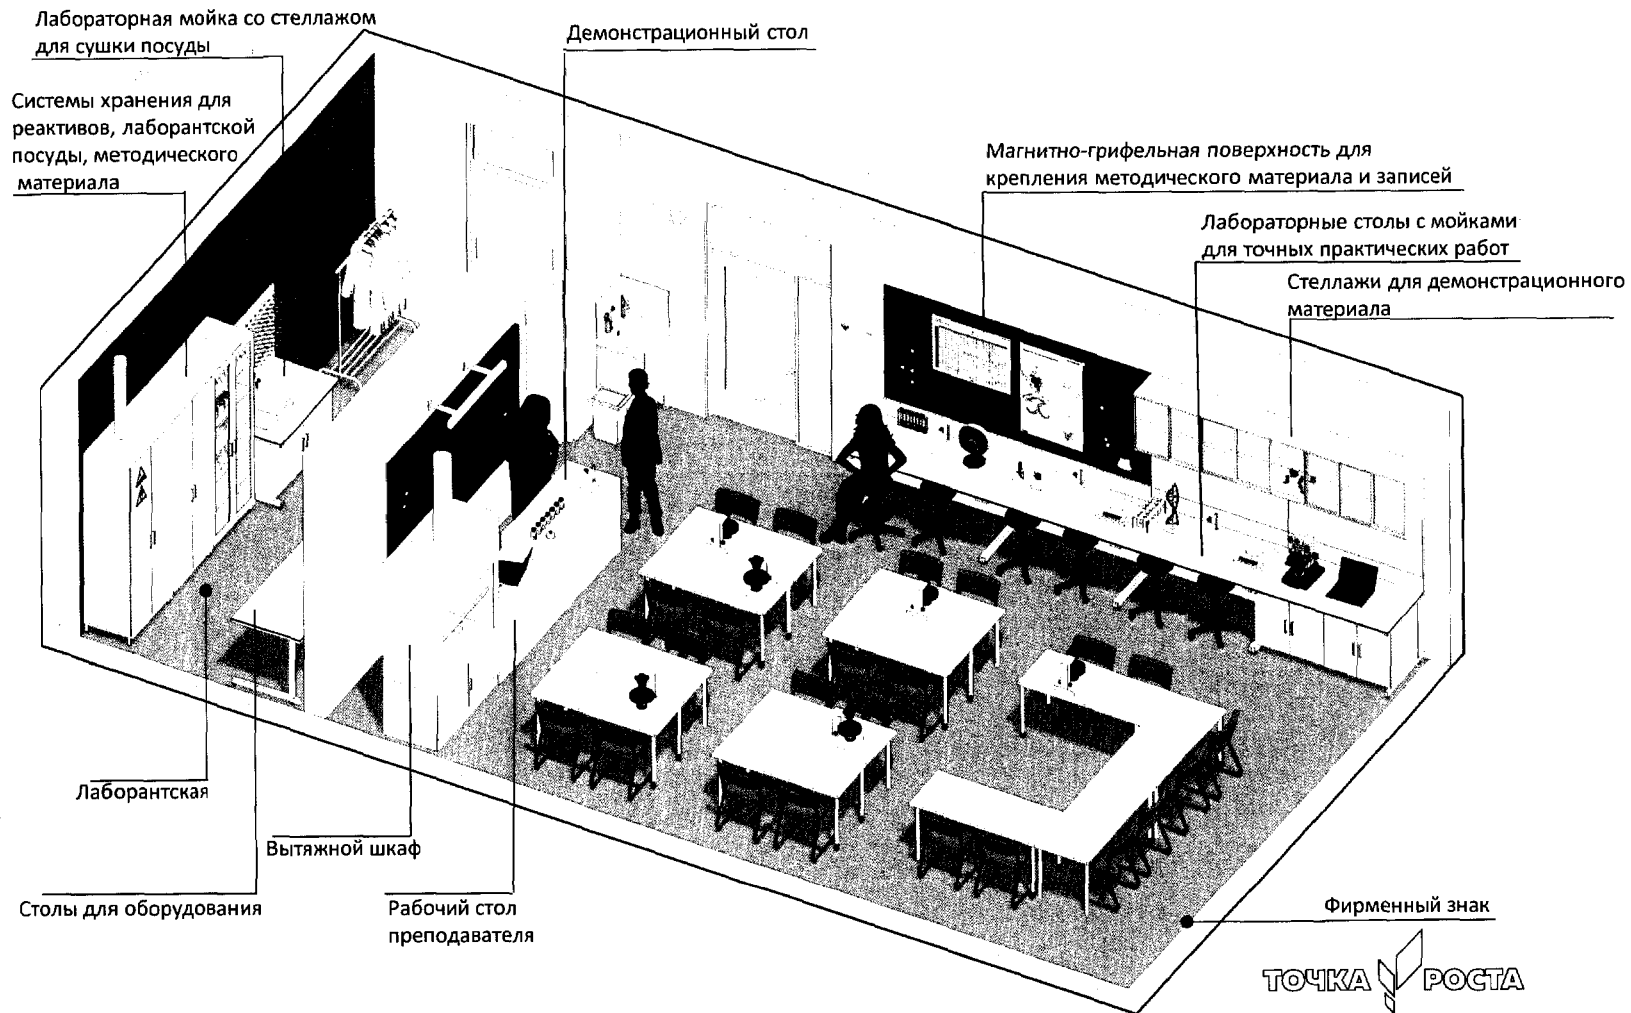 Лабораторная мойка со стеллажом
для сушки посуды
Демонстрационный стол
Системы хранения для
реактивов, лаборантской
посуды, методического
материала
Магнитно-грифельная поверхность для
крепления методического материала и записей
Лабораторные столы с мойками
для точных практических работ
Стеллажи для демонстрационного
материала
Лаборантская
Вытяжной шкаф
Столы для оборудования
Рабочий стол
преподавателя
Фирменный знак
ТОЧКА РОСТА